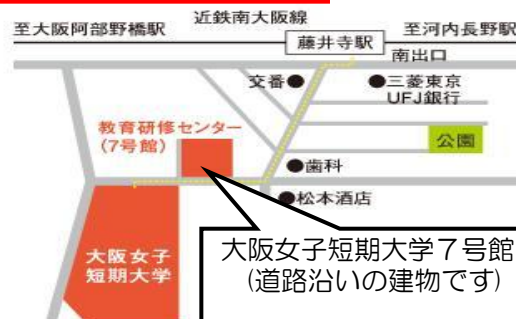 近鉄南大阪線
至大阪阿部野橋駅
至河内長野駅
藤井寺駅
南出口
交番●
●三菱東京
UFJ銀行
教育研修センター
(7号館)
公園
●歯科
●松本酒店
大阪女子
短期大学
大阪女子短期大学７号館
(道路沿いの建物です)